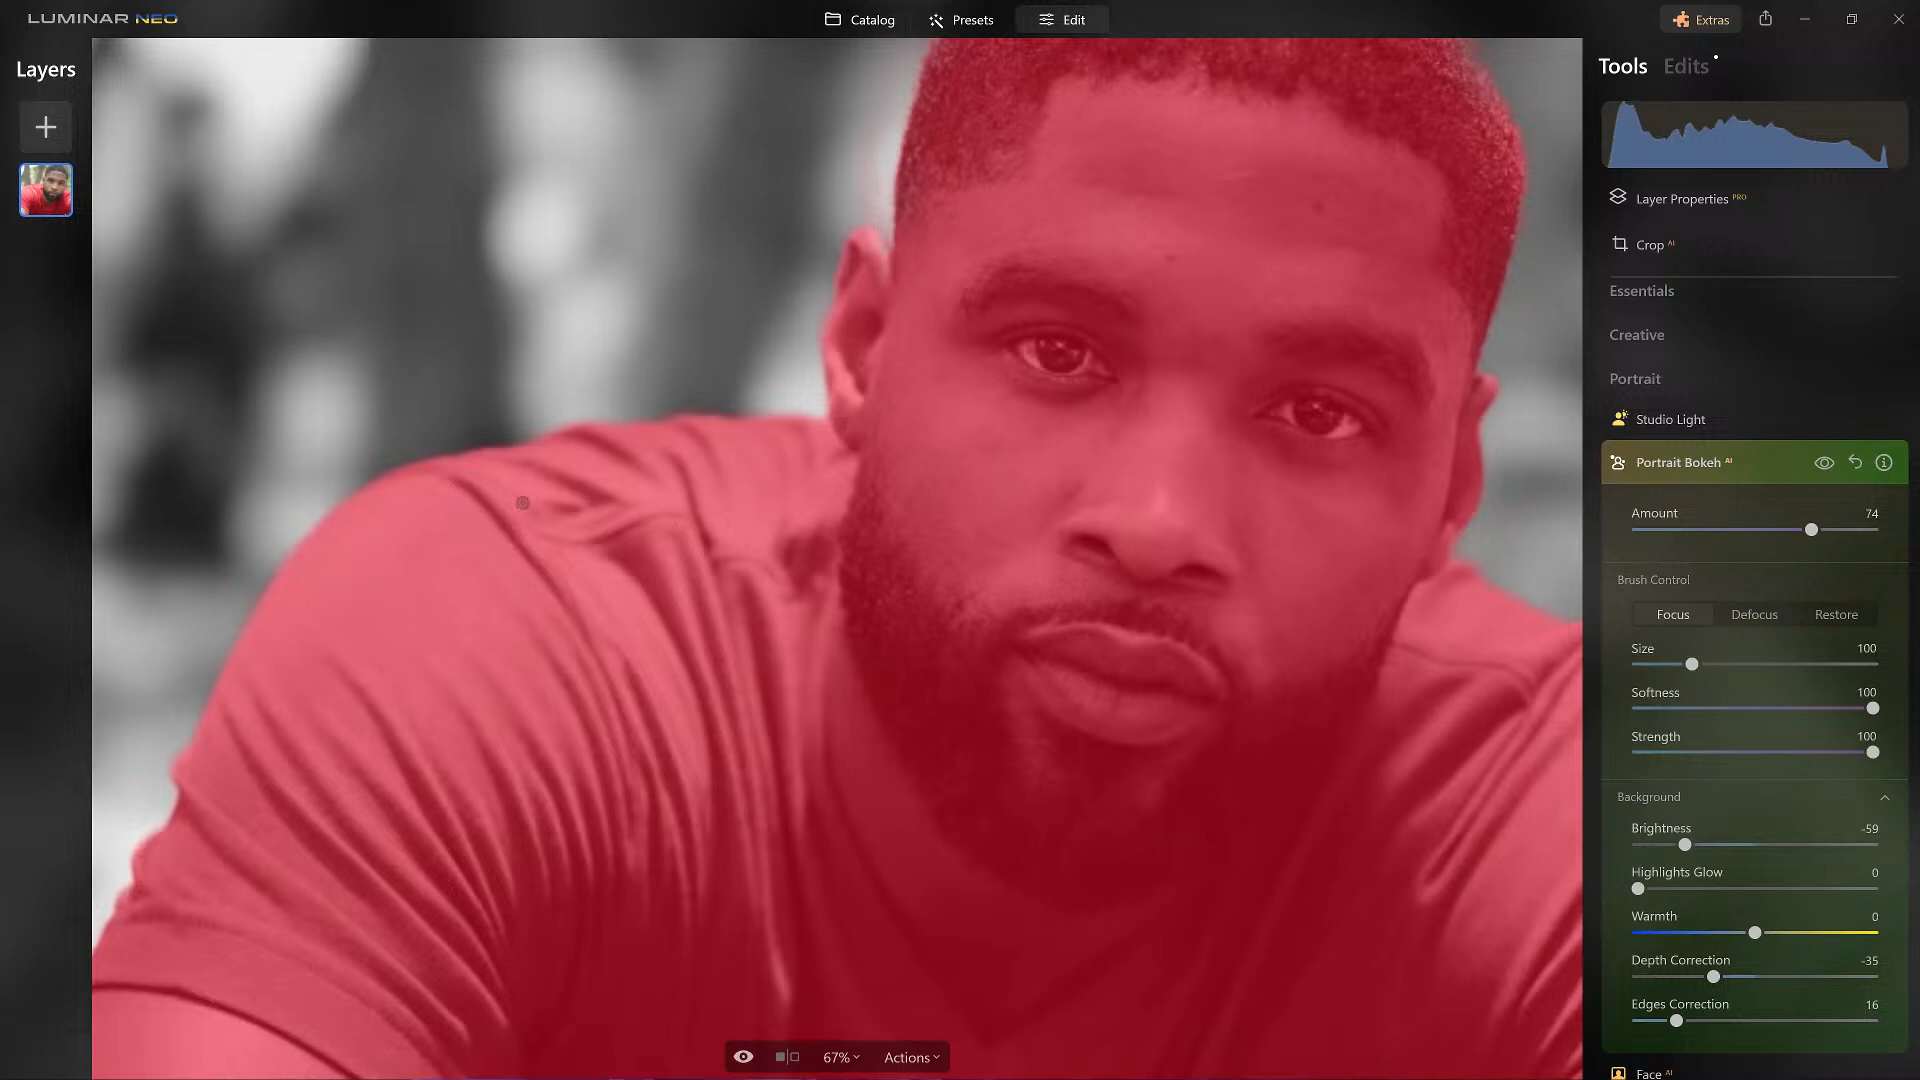 LUMINAR NEO
Catalog
Presets
Edit
Extras
Layers
Tools
Edits
Layer Properties PRO
Crop AI
Essentials
Creative
Portrait
Studio Light
Portrait Bokeh AI
Amount 74
Brush Control
Focus Defocus Restore
Size 100
Softness 100
Strength 100
Background
Brightness -59
Highlights Glow 0
Warmth 0
Depth Correction -35
Edges Correction 16
67%
Actions
Face AI